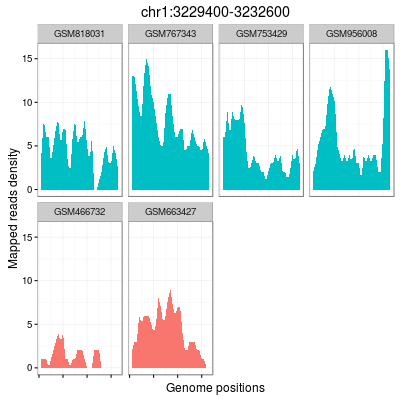 chr1:3229400-3232600
GSM818031 GSM767343 GSM753429 GSM956008
15
10
5
0
GSM466732 GSM663427
15
10
5
0
Mapped reads density
Genome positions